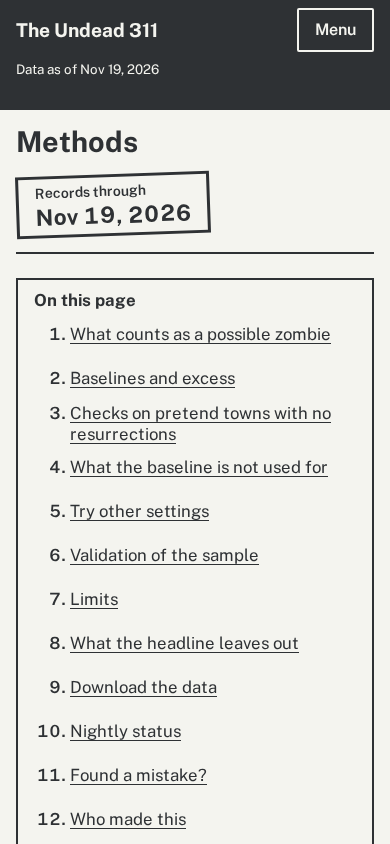 The Undead 311
Menu
Data as of Nov 19, 2026
Methods
Records through
Nov 19, 2026
On this page
1. What counts as a possible zombie
2. Baselines and excess
3. Checks on pretend towns with no
resurrections
4. What the baseline is not used for
5. Try other settings
6. Validation of the sample
7. Limits
8. What the headline leaves out
9. Download the data
10. Nightly status
11. Found a mistake?
12. Who made this